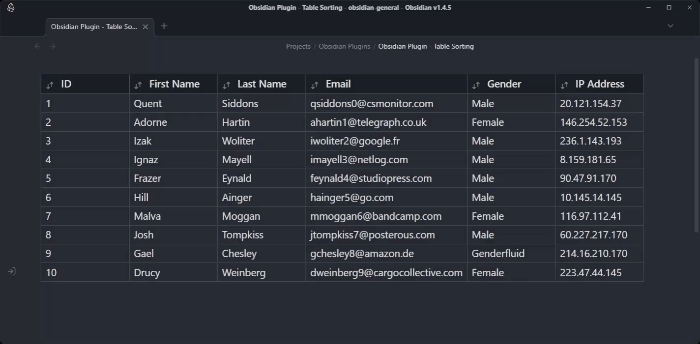 Obsidian Plugin - Table Sorting - obsidian-general - Obsidian v1.4.5
Obsidian Plugin - Table So...
Projects / Obsidian Plugins / Obsidian Plugin - Table Sorting
ID First Name Last Name Email Gender IP Address
1 Quent Siddons qsiddons0@csmonitor.com Male 20.121.154.37
2 Adorne Hartin ahartin1@telegraph.co.uk Female 146.254.52.153
3 Izak Woliter iwoliter2@google.fr Male 236.1.143.193
4 Ignaz Mayell imayell3@netlog.com Male 8.159.181.65
5 Frazer Eynald feynald4@studiopress.com Male 90.47.91.170
6 Hill Ainger hainger5@go.com Male 10.145.14.145
7 Malva Moggan mmoggan6@bandcamp.com Female 116.97.112.41
8 Josh Tompkiss jtompkiss7@posterous.com Male 60.227.217.170
9 Gael Chesley gchesley8@amazon.de Genderfluid 214.16.210.170
10 Drucy Weinberg dweinberg9@cargocollective.com Female 223.47.44.145